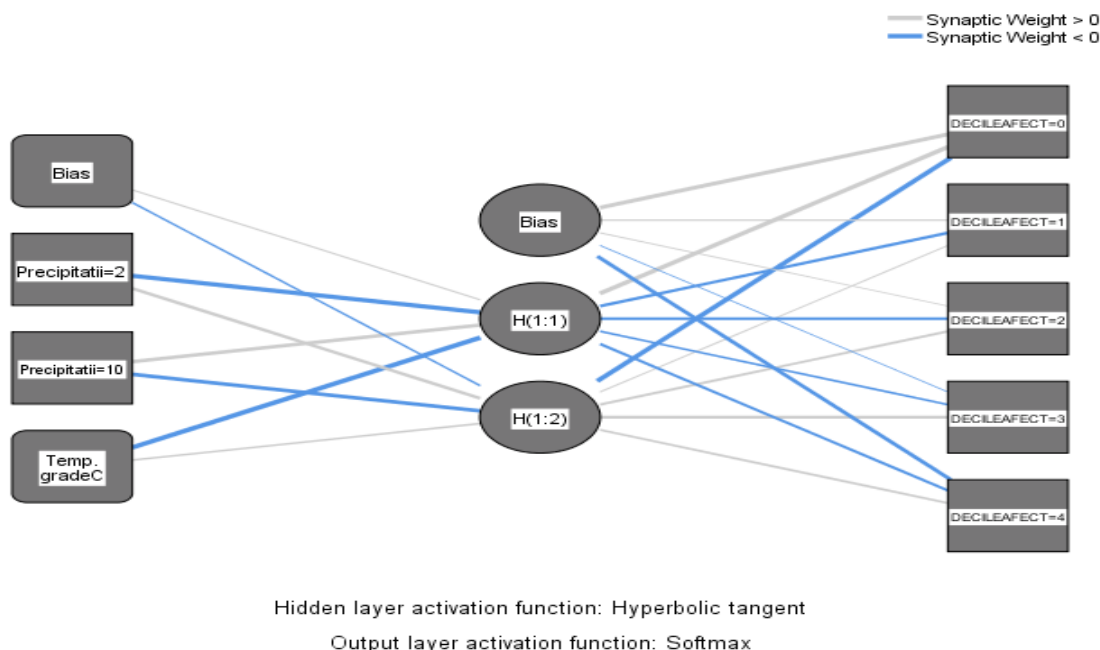 Synaptic Weight > 0
Synaptic Weight < 0
Bias
Precipitatii=2
Precipitatii=10
Temp.
gradeC
Bias
H(1:1)
H(1:2)
DECILEAFECT=0
DECILEAFECT=1
DECILEAFECT=2
DECILEAFECT=3
DECILEAFECT=4
Hidden layer activation function: Hyperbolic tangent
Output layer activation function: Softmax